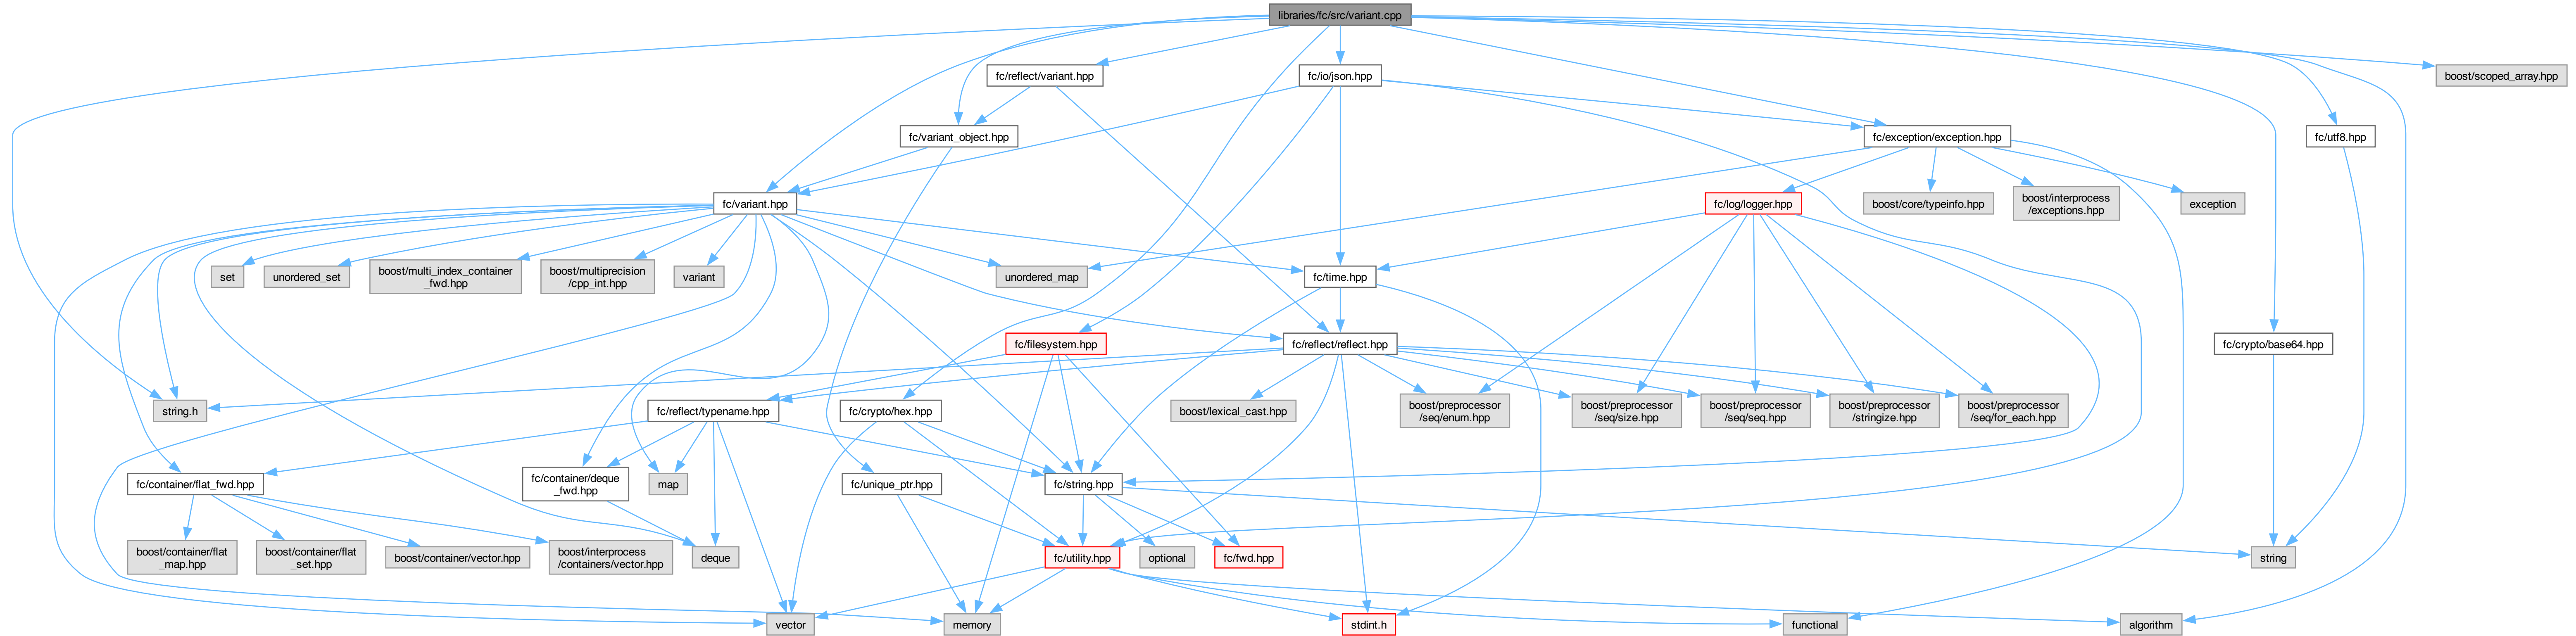 libraries/fc/src/variant.cpp
fc/reflect/variant.hpp
fc/io/json.hpp
boost/scoped_array.hpp
fc/variant_object.hpp
fc/exception/exception.hpp
fc/utf8.hpp
fc/variant.hpp
fc/log/logger.hpp
boost/core/typeinfo.hpp
boost/interprocess
/exceptions.hpp
exception
set
unordered_set
boost/multi_index_container
_fwd.hpp
boost/multiprecision
/cpp_int.hpp
variant
unordered_map
fc/time.hpp
fc/filesystem.hpp
fc/reflect/reflect.hpp
fc/crypto/base64.hpp
string.h
fc/reflect/typename.hpp
fc/crypto/hex.hpp
boost/lexical_cast.hpp
boost/preprocessor
/seq/enum.hpp
boost/preprocessor
/seq/size.hpp
boost/preprocessor
/seq/seq.hpp
boost/preprocessor
/stringize.hpp
boost/preprocessor
/seq/for_each.hpp
fc/container/flat_fwd.hpp
fc/container/deque
_fwd.hpp
map
fc/unique_ptr.hpp
fc/string.hpp
boost/container/flat
_map.hpp
boost/container/flat
_set.hpp
boost/container/vector.hpp
boost/interprocess
/containers/vector.hpp
deque
fc/utility.hpp
optional
fc/fwd.hpp
string
vector
memory
stdint.h
functional
algorithm